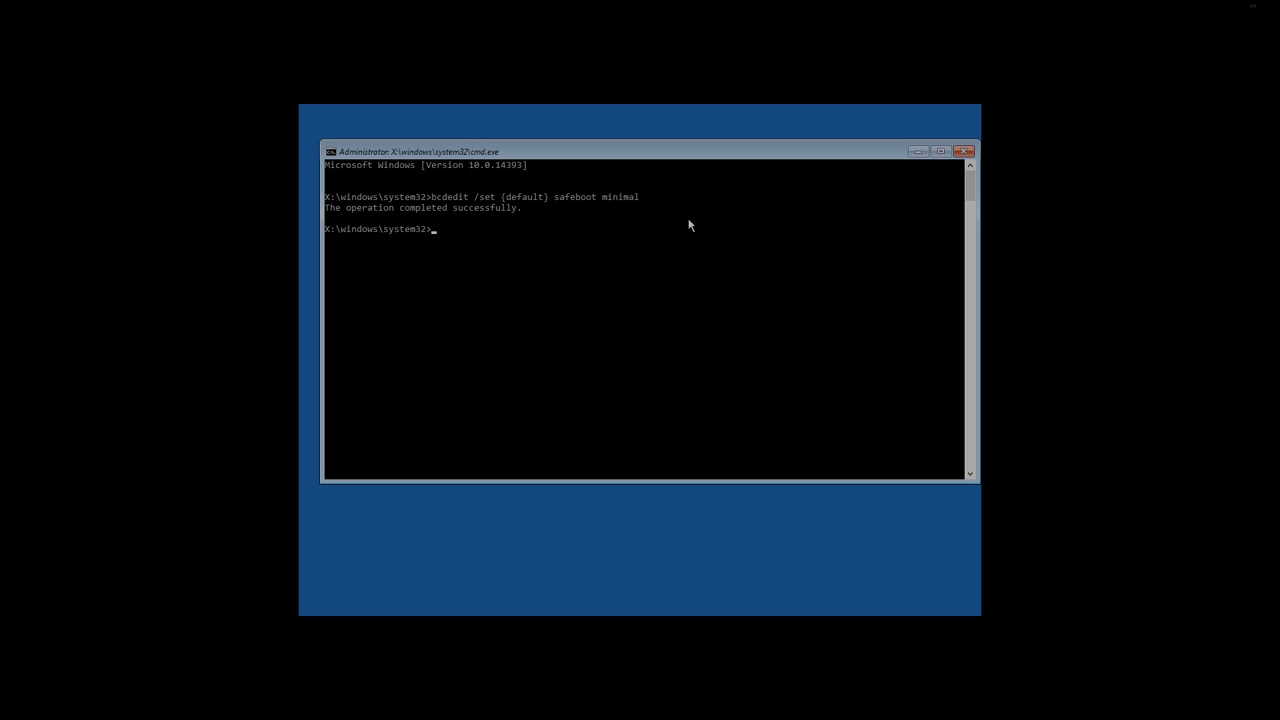 Administrator: X:\windows\system32\cmd.exe
Microsoft Windows [Version 10.0.14393]
X:\windows\system32>bcdedit /set {default} safeboot minimal
The operation completed successfully.
X:\windows\system32>